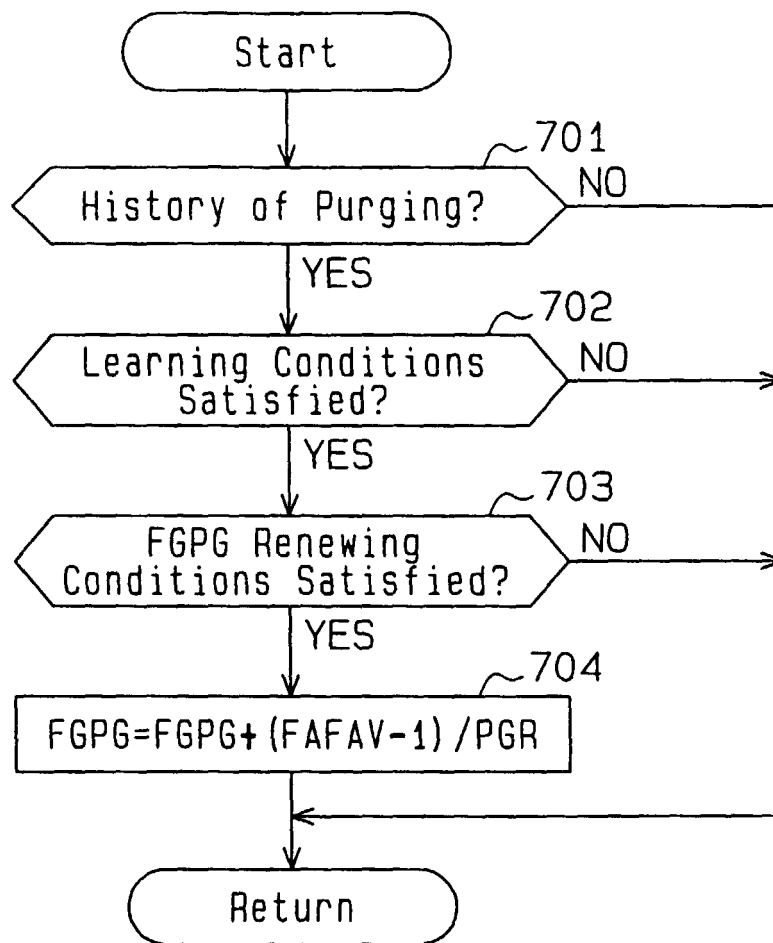 Start
701
History of Purging?
NO
YES
702
Learning Conditions
Satisfied?
NO
YES
703
FGPG Renewing
Conditions Satisfied?
NO
YES
704
FGPG=FGPG+(FAFAV-1)/PGR
Return